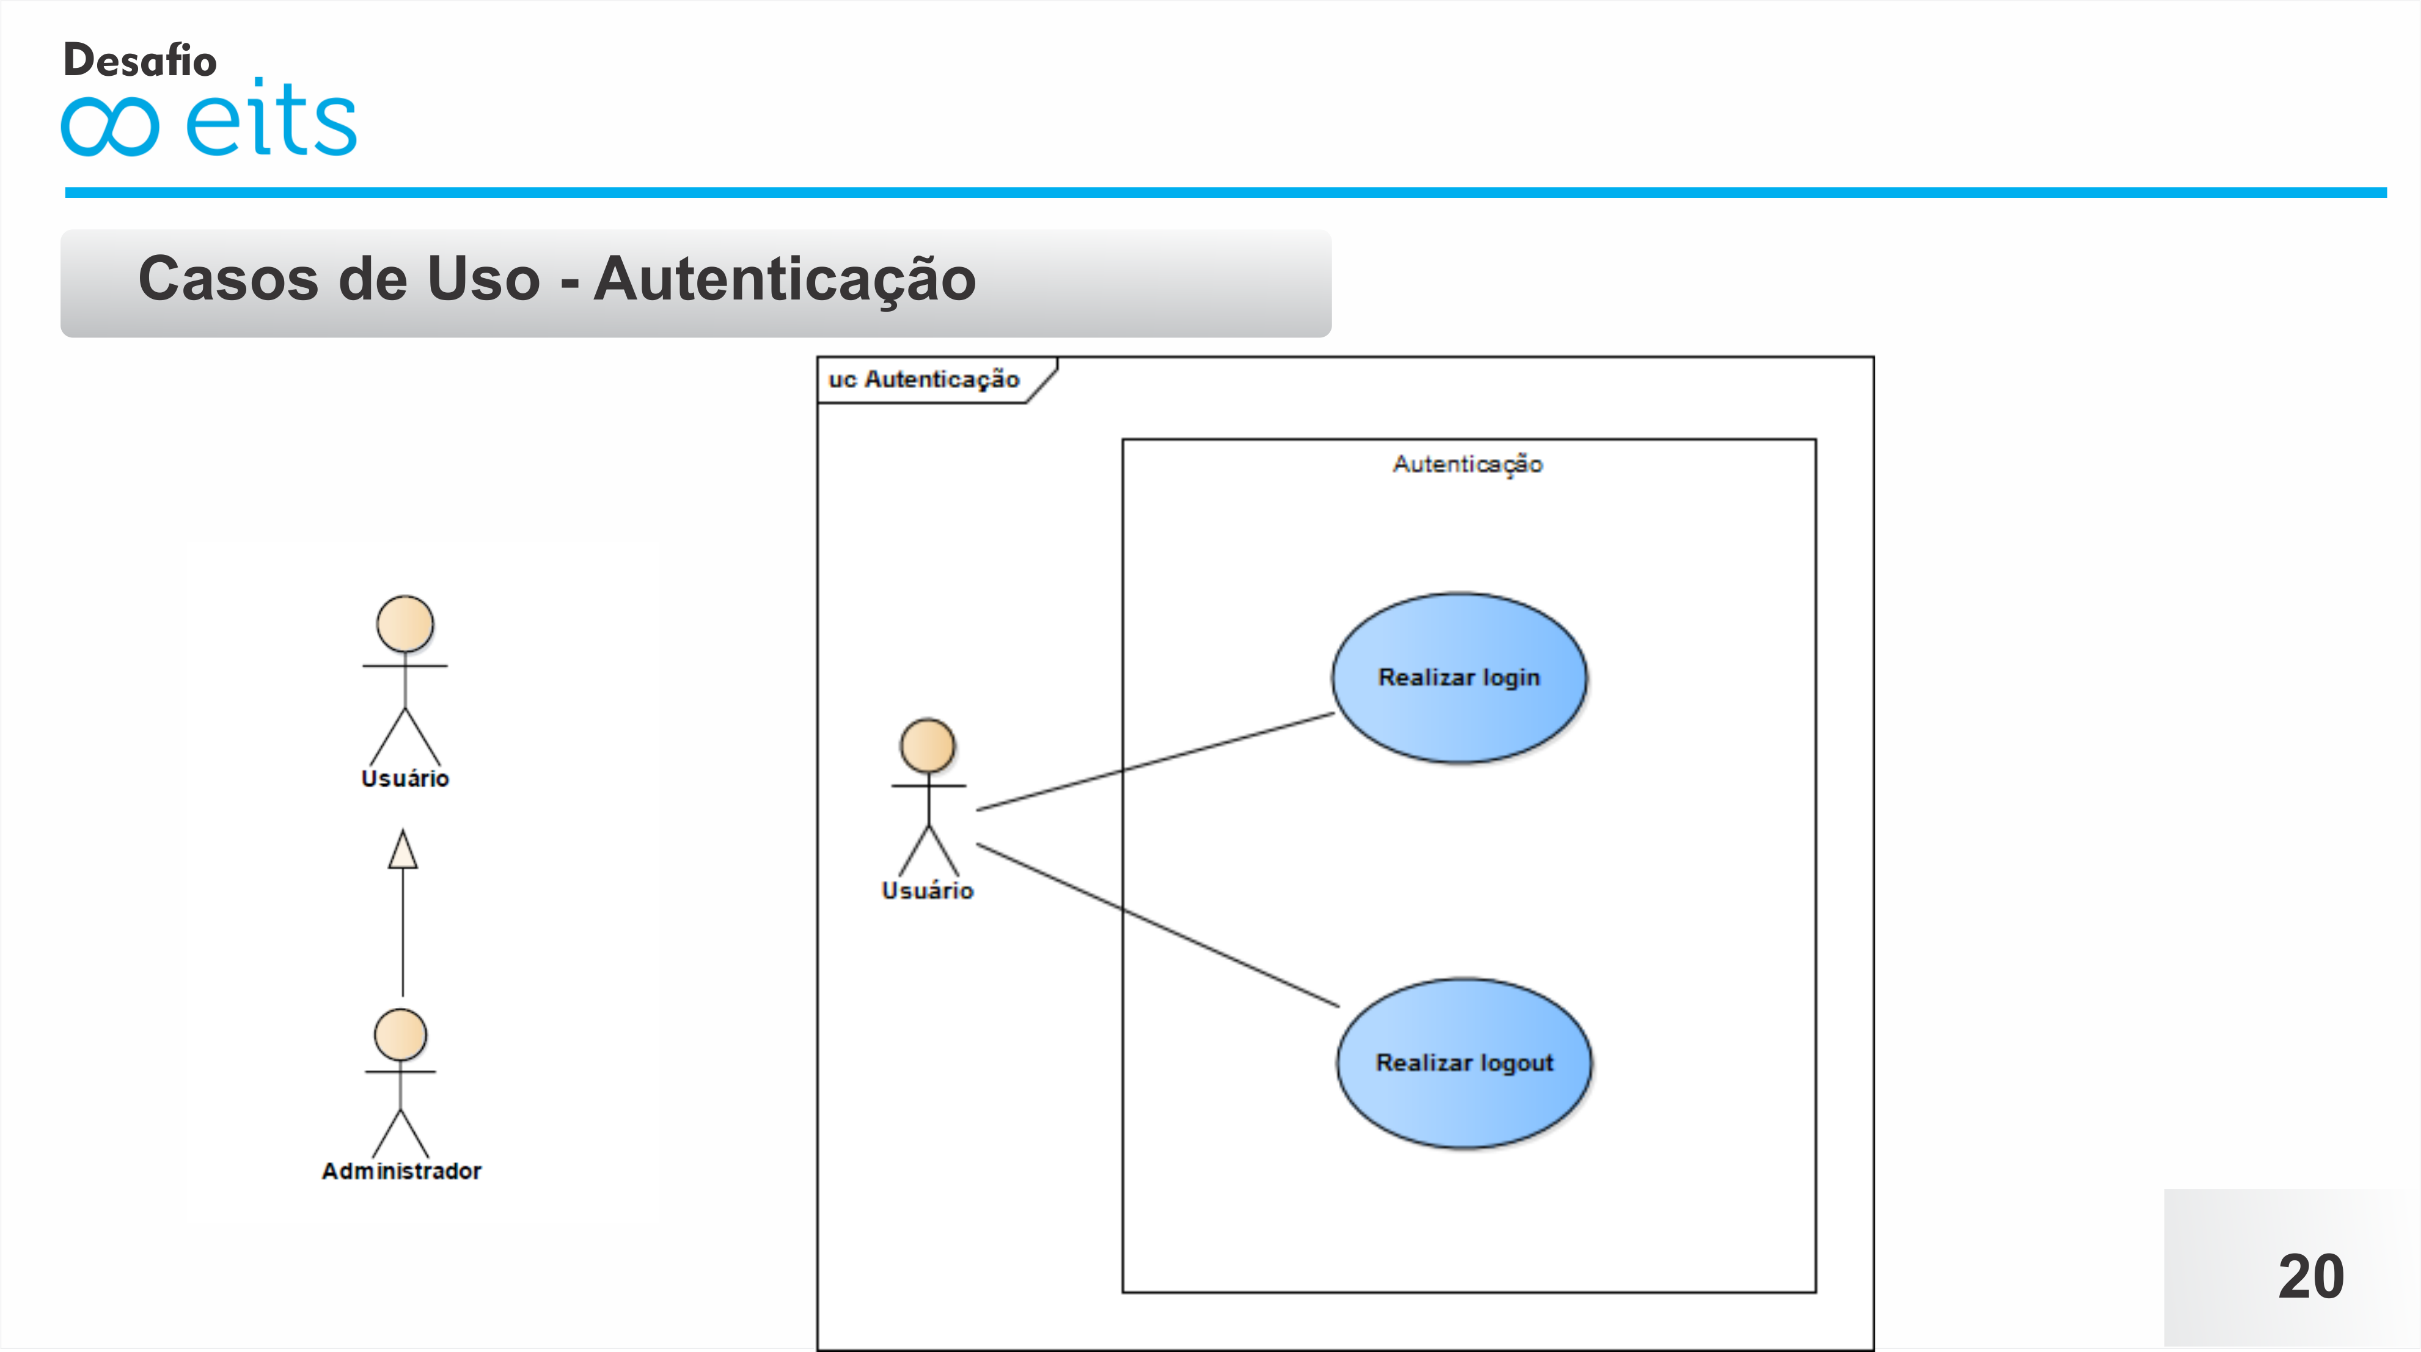 Desafio
eits
Casos de Uso - Autenticação
uc Autenticação
Autenticação
Usuário
Administrador
Usuário
Realizar login
Realizar logout
20